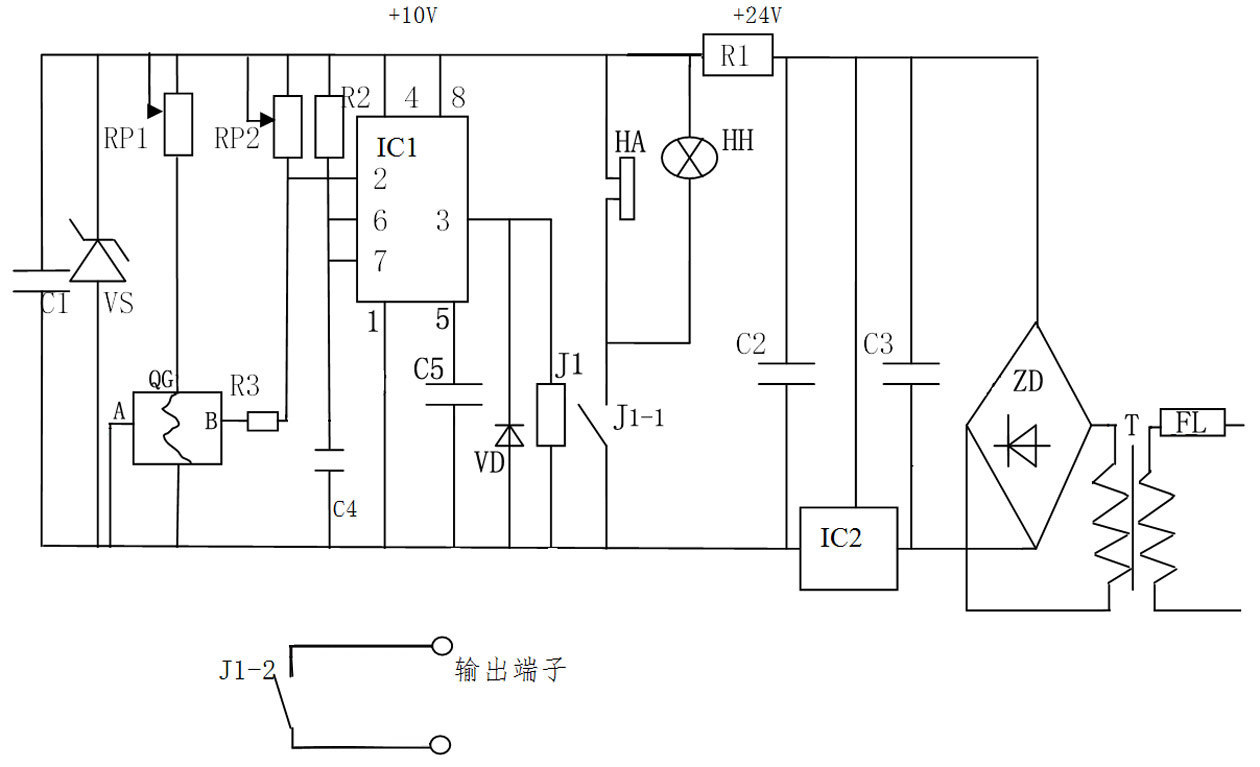 +10V
+24V
R1
R2
4
8
RP1
RP2
IC1
HA
HH
2
6
3
7
C1
VS
1
5
C2
C3
QG
R3
C5
J1
ZD
A
B
J1-1
T
FL
VD
C4
IC2
J1-2
输出端子